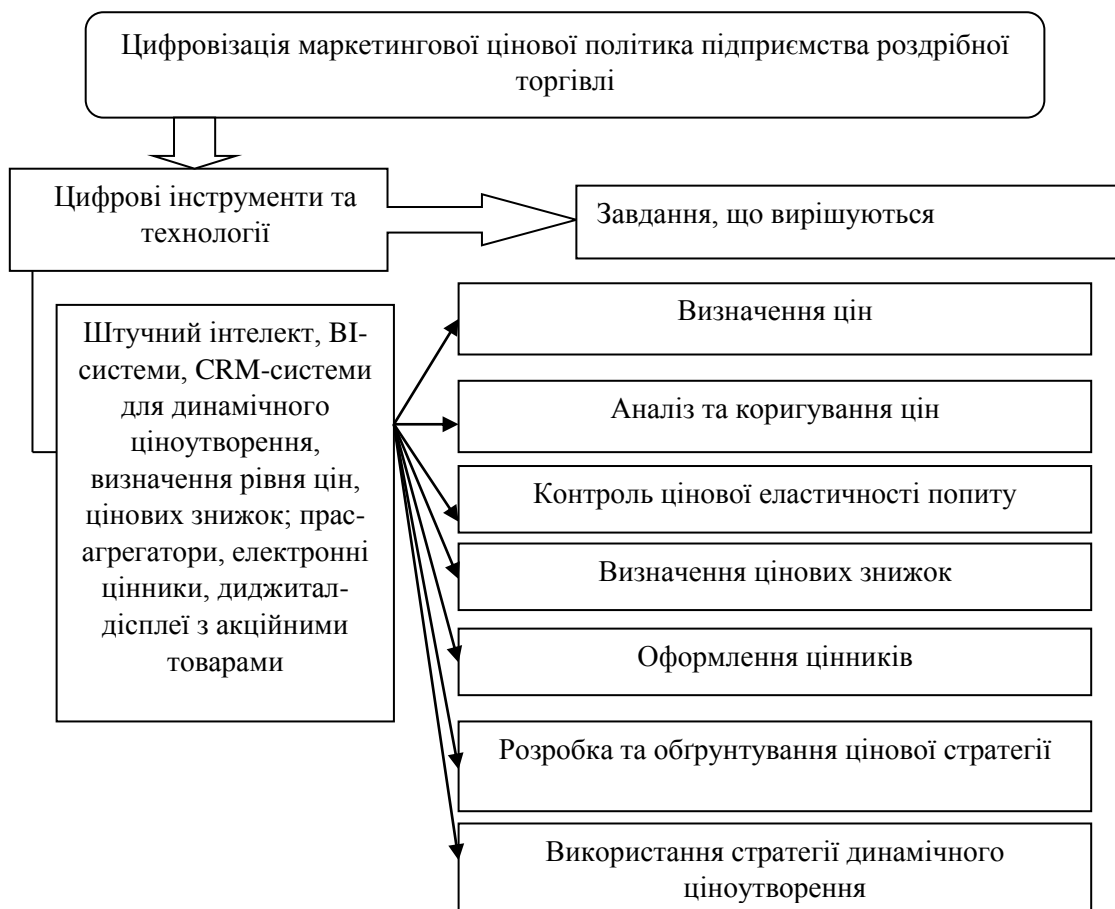 Цифровізація маркетингової цінової політика підприємства роздрібної
торгівлі
Цифрові інструменти та
технології
Завдання, що вирішуються
Штучний інтелект, BI-
системи, CRM-системи
для динамічного
ціноутворення,
визначення рівня цін,
цінових знижок; прас-
агрегатори, електронні
цінники, диджитал-
дісплеї з акційними
товарами
Визначення цін
Аналіз та коригування цін
Контроль цінової еластичності попиту
Визначення цінових знижок
Оформлення цінників
Розробка та обґрунтування цінової стратегії
Використання стратегії динамічного
ціноутворення